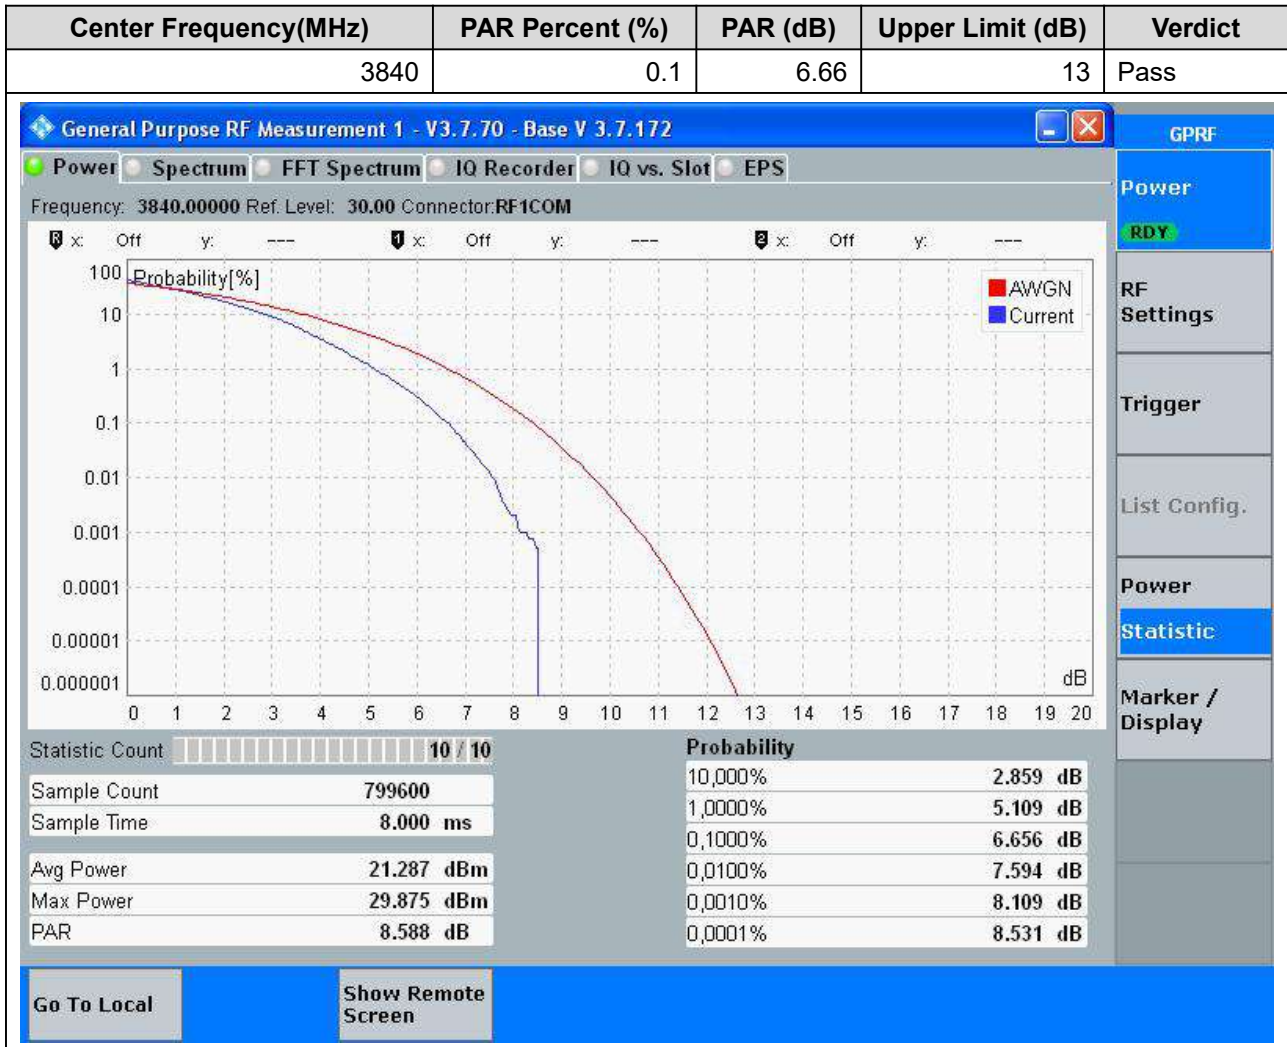 Center Frequency(MHz) PAR Percent (%) PAR (dB) Upper Limit (dB) Verdict
3840 0.1 6.66 13 Pass
General Purpose RF Measurement 1 - V3.7.70 - Base V 3.7.172
GPRF
Power Spectrum FFT Spectrum IQ Recorder IQ vs. Slot EPS
Frequency: 3840.00000 Ref. Level: 30.00 Connector:RF1COM
R x: Off y: --- 1 x: Off y: --- 2 x: Off y: ---
Probability[%]
100
10
1
0.1
0.01
0.001
0.0001
0.00001
0.000001
AWGN
Current
dB
0 1 2 3 4 5 6 7 8 9 10 11 12 13 14 15 16 17 18 19 20
Statistic Count 10 / 10
Sample Count 799600
Sample Time 8.000 ms
Avg Power 21.287 dBm
Max Power 29.875 dBm
PAR 8.588 dB
Probability
10,000% 2.859 dB
1,0000% 5.109 dB
0,1000% 6.656 dB
0,0100% 7.594 dB
0,0010% 8.109 dB
0,0001% 8.531 dB
Power
RDY
RF
Settings
Trigger
List Config.
Power
Statistic
Marker /
Display
Go To Local
Show Remote
Screen